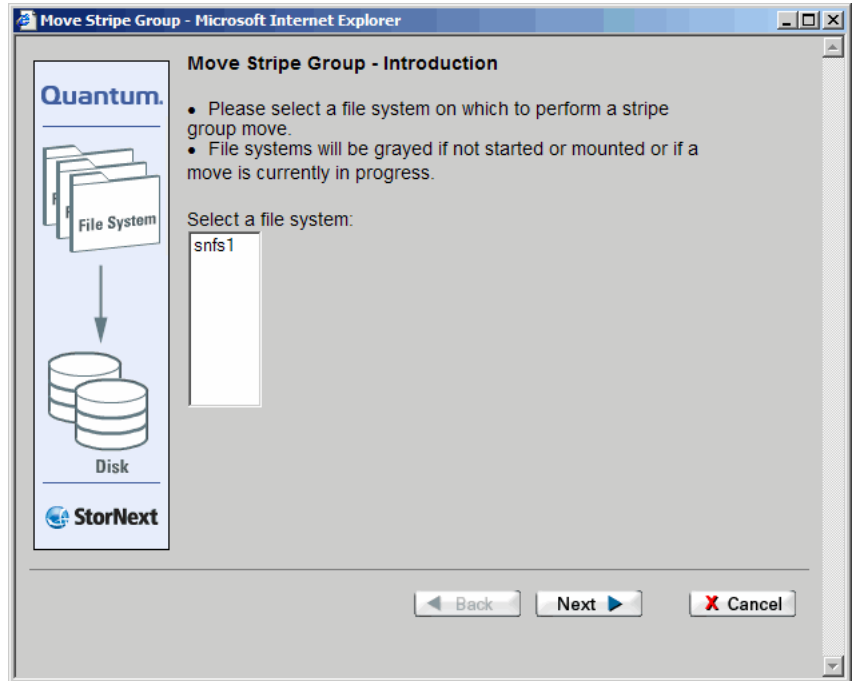 Move Stripe Group - Microsoft Internet Explorer
Move Stripe Group - Introduction
• Please select a file system on which to perform a stripe
group move.
• File systems will be grayed if not started or mounted or if a
move is currently in progress.
Select a file system:
snfs1
Quantum.
F
F
File System
Disk
StorNext
Back
Next
X Cancel